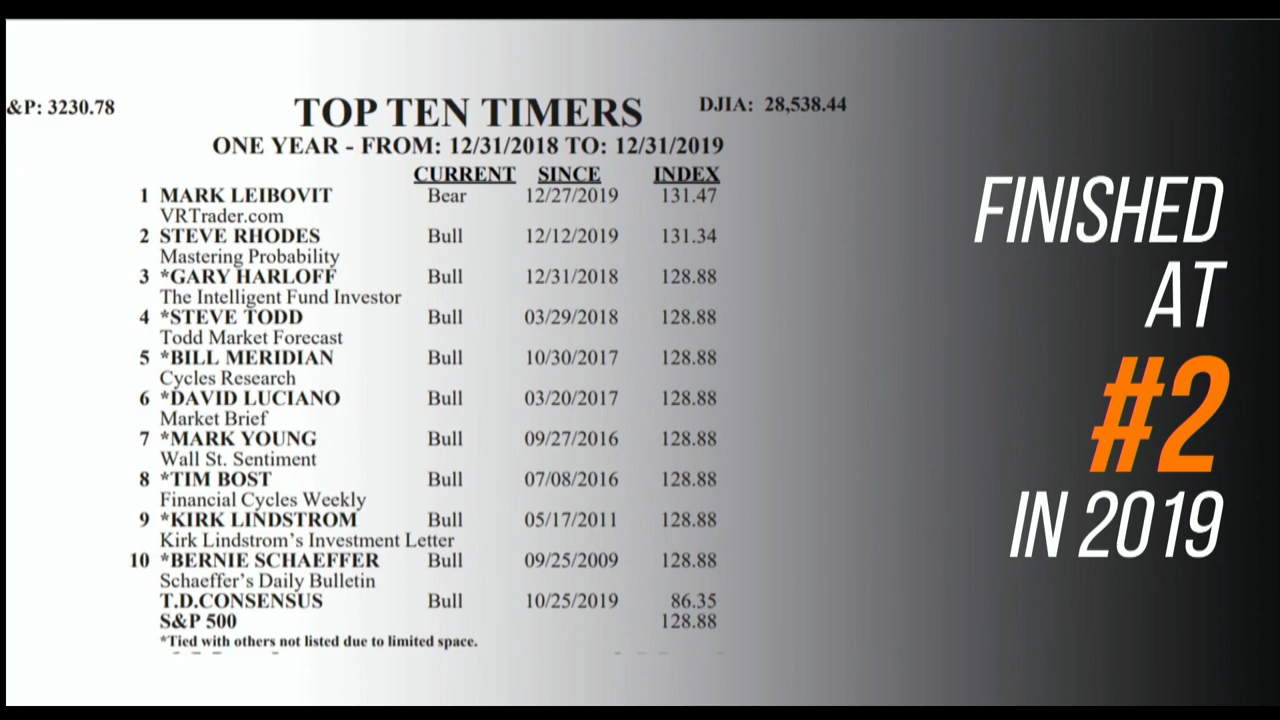 &P: 3230.78
TOP TEN TIMERS
DJIA: 28,538.44
ONE YEAR - FROM: 12/31/2018 TO: 12/31/2019
CURRENT SINCE INDEX
1 MARK LEIBOVIT Bear 12/27/2019 131.47
VRTrader.com
2 STEVE RHODES Bull 12/12/2019 131.34
Mastering Probability
3 *GARY HARLOFF Bull 12/31/2018 128.88
The Intelligent Fund Investor
4 *STEVE TODD Bull 03/29/2018 128.88
Todd Market Forecast
5 *BILL MERIDIAN Bull 10/30/2017 128.88
Cycles Research
6 *DAVID LUCIANO Bull 03/20/2017 128.88
Market Brief
7 *MARK YOUNG Bull 09/27/2016 128.88
Wall St. Sentiment
8 *TIM BOST Bull 07/08/2016 128.88
Financial Cycles Weekly
9 *KIRK LINDSTROM Bull 05/17/2011 128.88
Kirk Lindstrom's Investment Letter
10 *BERNIE SCHAEFFER Bull 09/25/2009 128.88
Schaeffer's Daily Bulletin
T.D.CONSENSUS Bull 10/25/2019 86.35
S&P 500 128.88
*Tied with others not listed due to limited space.
FINISHED
AT
#2
IN 2019